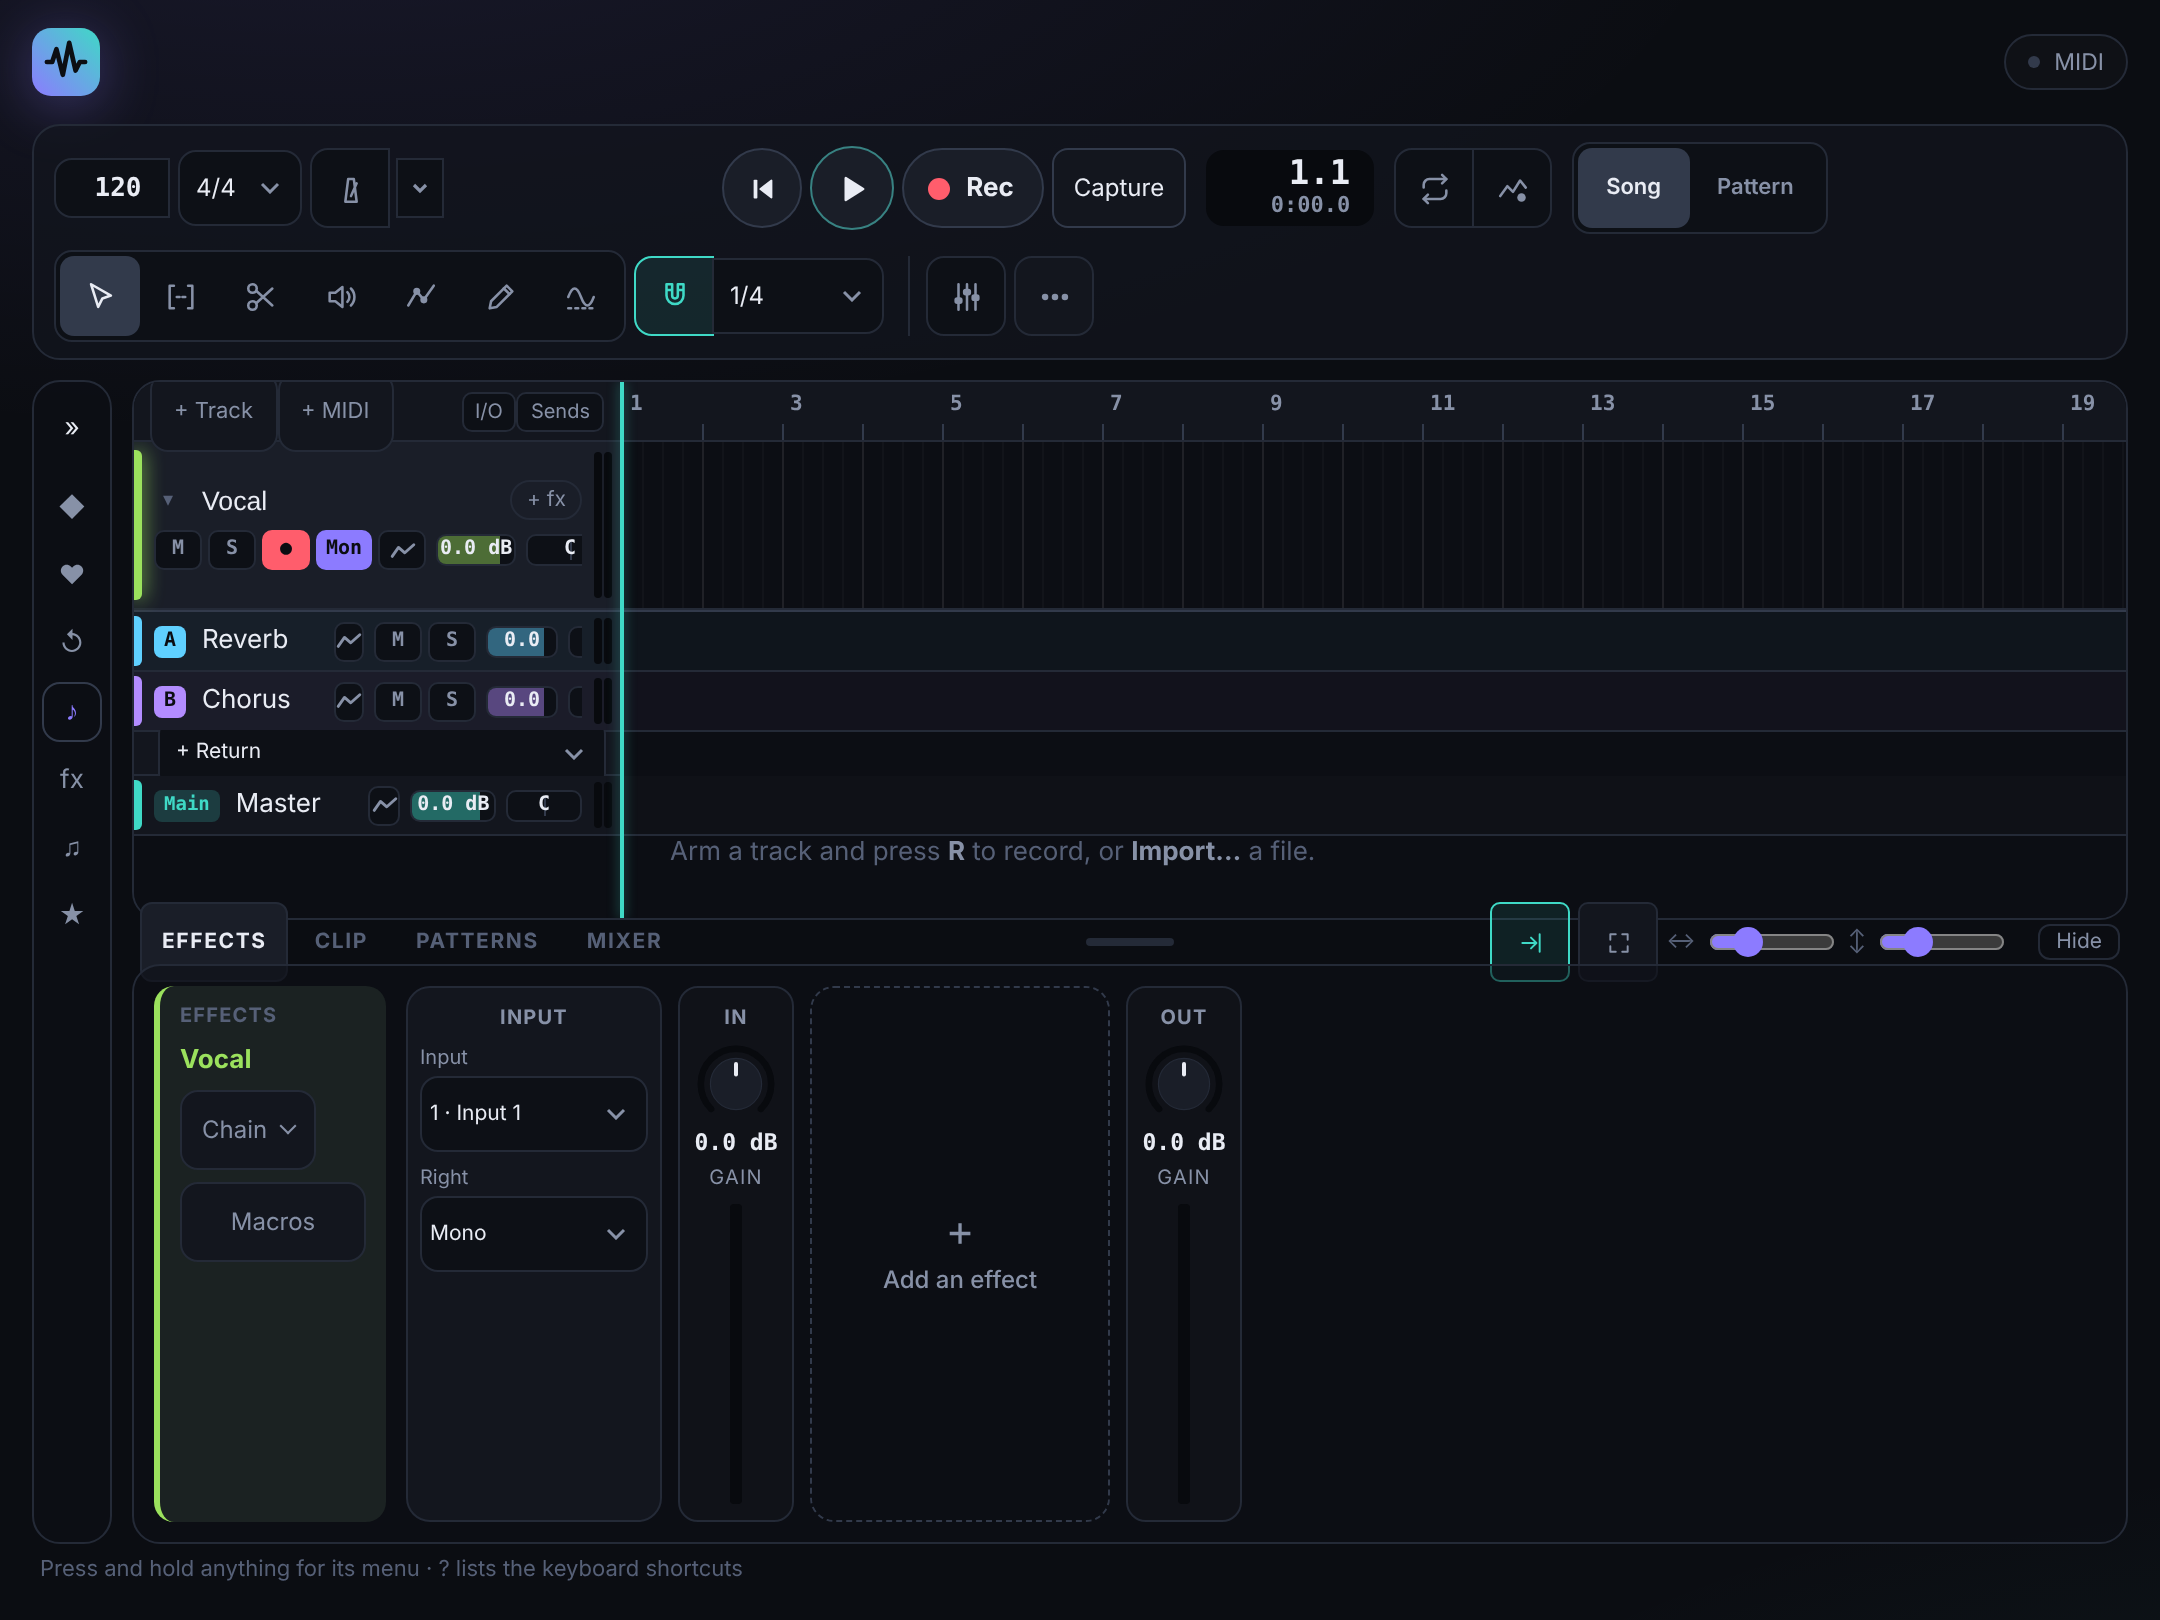 MIDI
120 4/4 Rec Capture 1.1 Song Pattern
0:00.0
1/4
+ Track + MIDI I/O Sends 1 3 5 7 9 11 13 15 17 19
Vocal + fx
M S Mon 0.0 dB C
A Reverb M S 0.0
B Chorus M S 0.0
+ Return
Main Master 0.0 dB C
Arm a track and press R to record, or Import... a file.
fx
EFFECTS CLIP PATTERNS MIXER Hide
EFFECTS
Vocal
Chain
Macros
INPUT
Input
1 · Input 1
Right
Mono
IN
0.0 dB
GAIN
+
Add an effect
OUT
0.0 dB
GAIN
Press and hold anything for its menu · ? lists the keyboard shortcuts